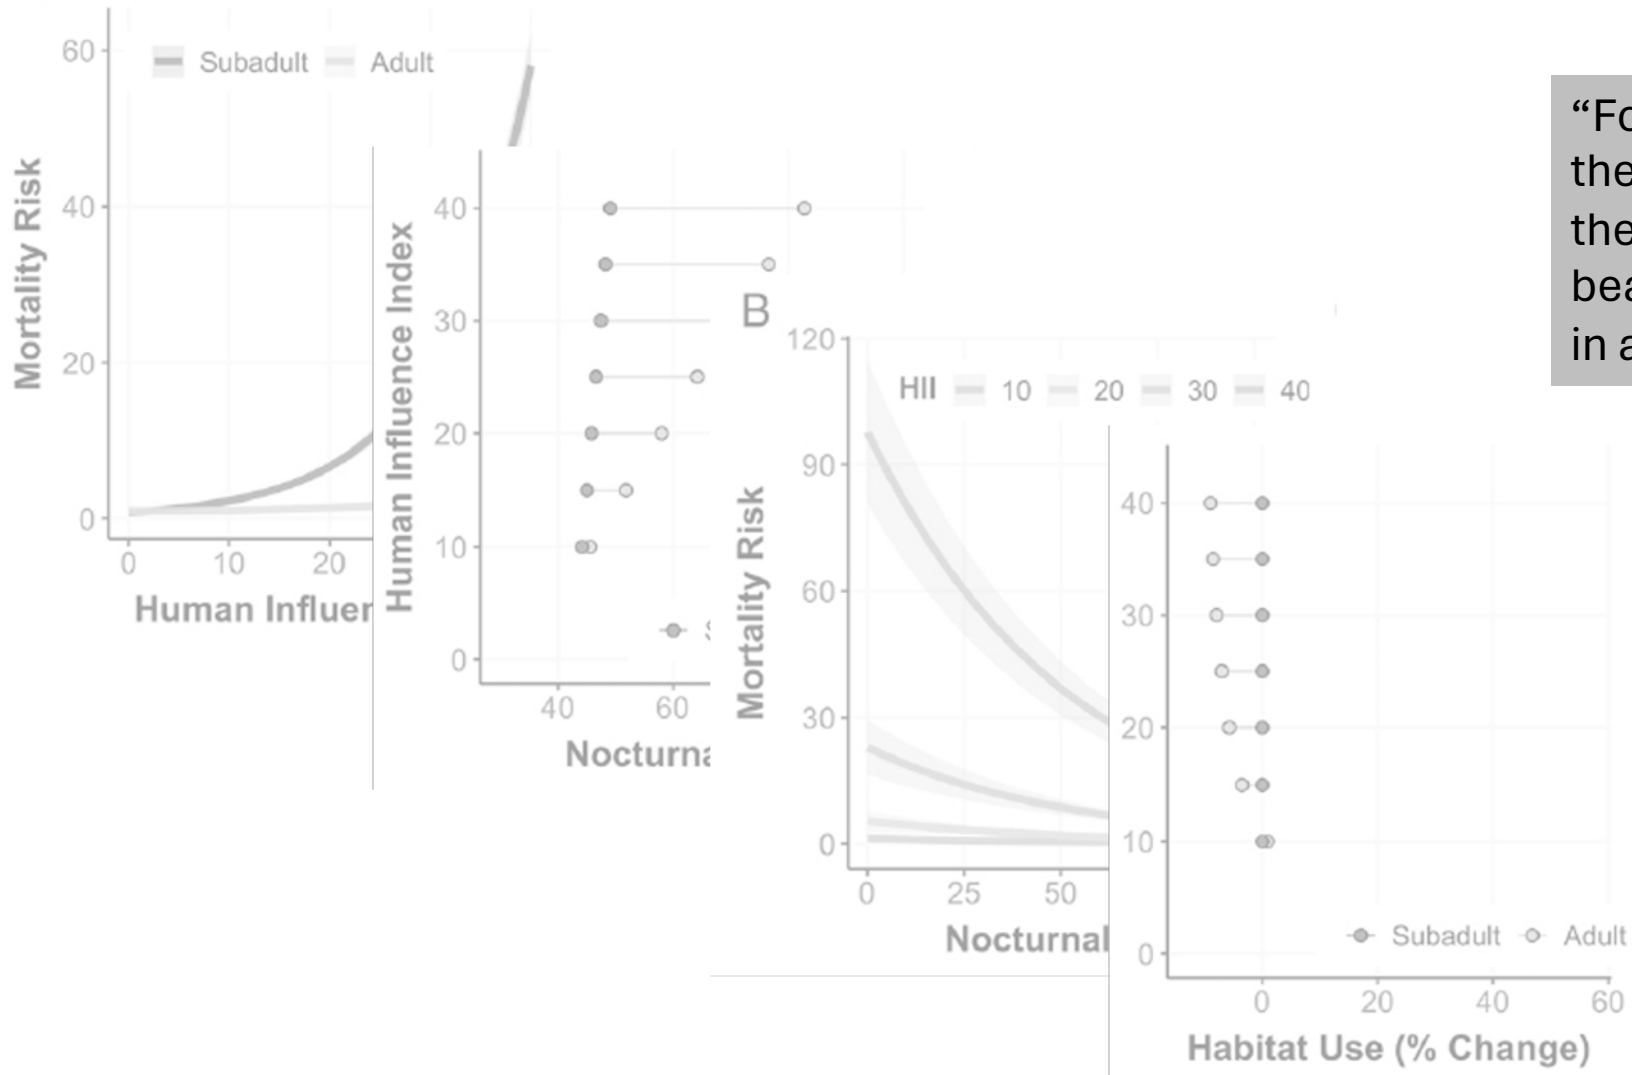 60
Subadult Adult
40
20
0
Mortality Risk
0 10 20
Human Influen
40
30
20
10
0
Human Influence Index
40 60
Nocturna
B
120
HII 10 20 30 40
90
60
30
0
Mortality Risk
0 25 50
Nocturnal
40
30
20
10
0
Subadult Adult
0 20 40 60
Habitat Use (% Change)
“Fo
the
the
bea
in a